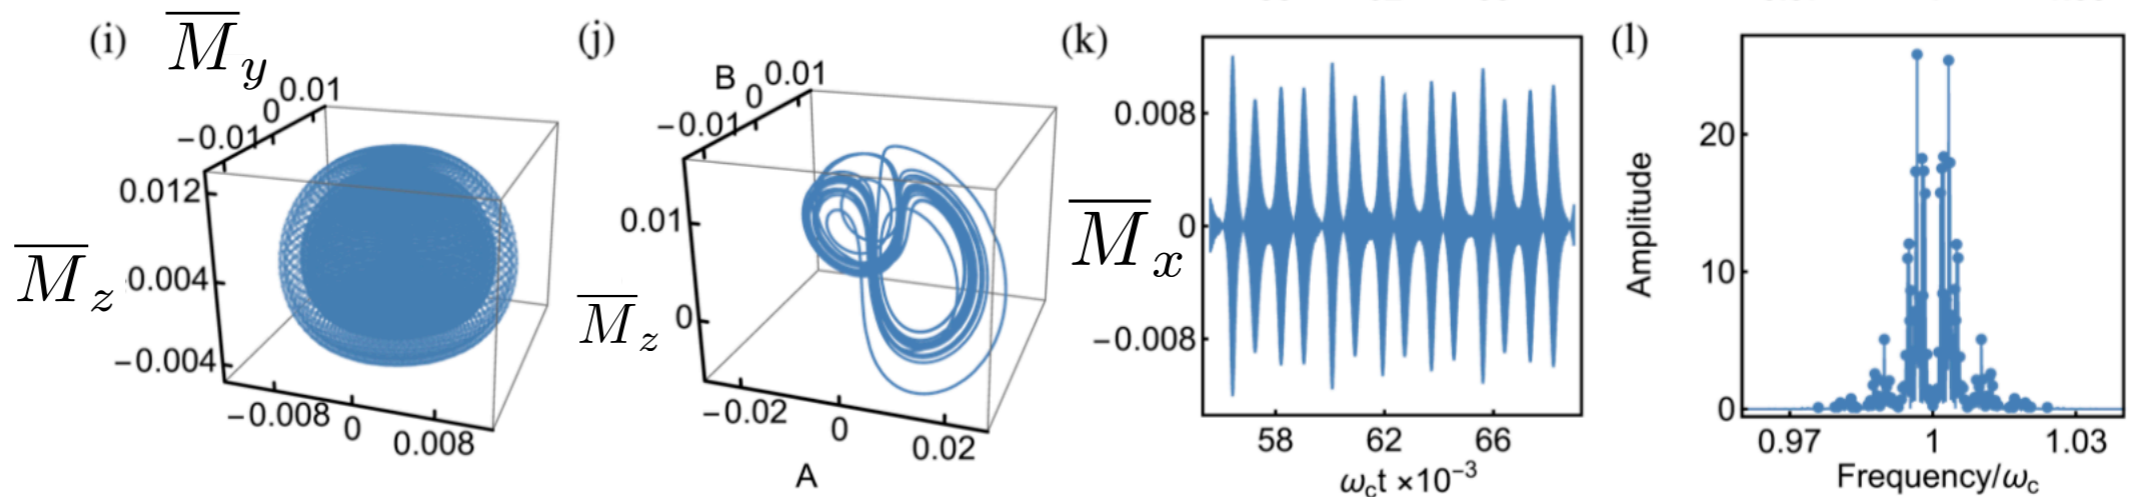 (i)
M̅y
0.01
0
−0.01
0.012
M̅z
0.004
−0.004
−0.008
0
0.008
(j)
B
0.01
0
−0.01
0.01
M̅z
0
−0.02
0
0.02
A
(k)
0.008
M̅x
0
−0.008
58 62 66
ωct ×10⁻³
(l)
Amplitude
20
10
0
0.97 1 1.03
Frequency/ωc